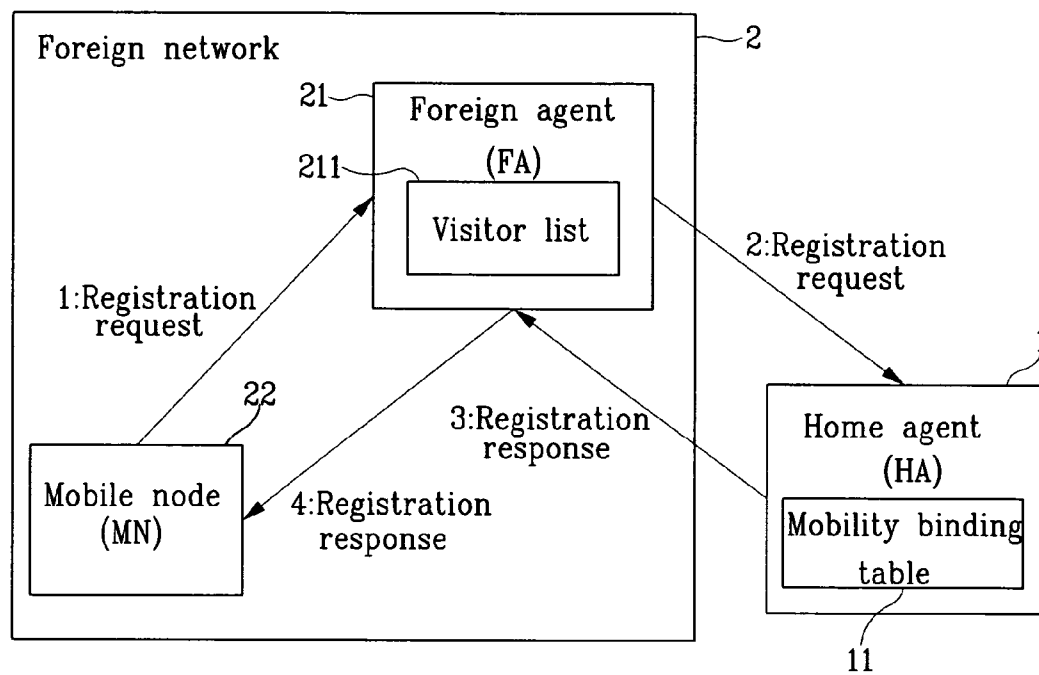 Foreign network
2
21
Foreign agent
(FA)
211
Visitor list
1:Registration
request
2:Registration
request
22
Mobile node
(MN)
3:Registration
response
4:Registration
response
Home agent
(HA)
Mobility binding
table
11